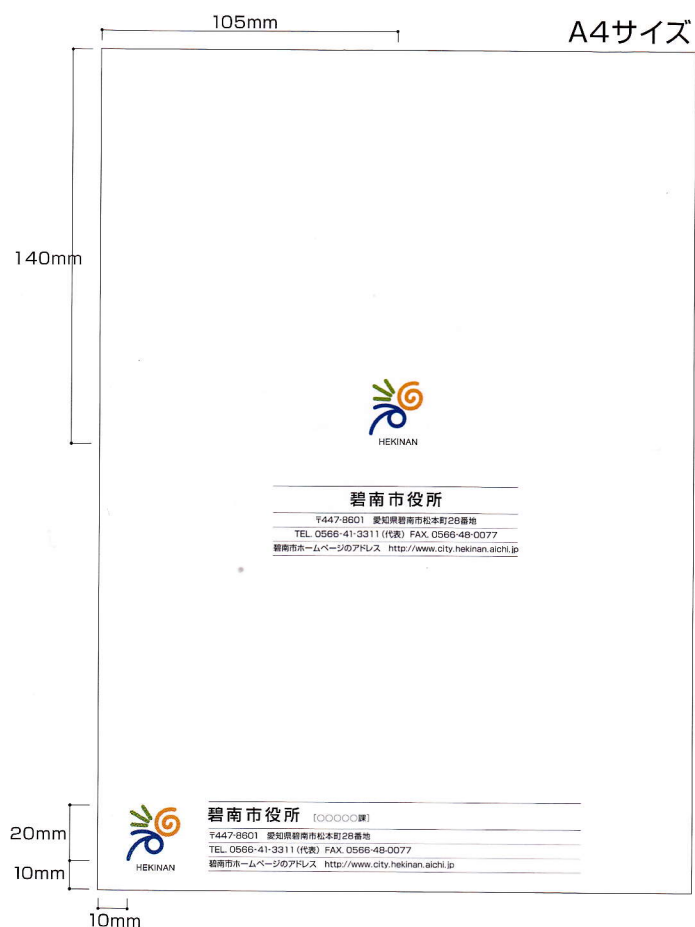 105mm
A4サイズ
140mm
HEKINAN
碧南市役所
〒447-8601 愛知県碧南市松本町28番地
TEL. 0566-41-3311(代表) FAX. 0566-48-0077
碧南市ホームページのアドレス http://www.city.hekinan.aichi.jp
20mm
10mm
HEKINAN
碧南市役所 [○○○○○課]
〒447-8601 愛知県碧南市松本町28番地
TEL. 0566-41-3311(代表) FAX. 0566-48-0077
碧南市ホームページのアドレス http://www.city.hekinan.aichi.jp
10mm